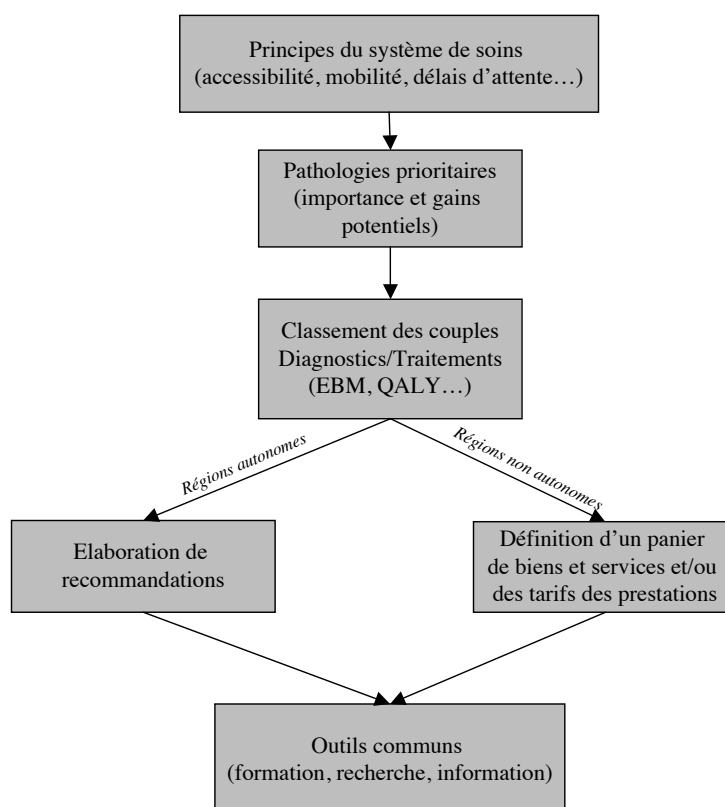 Principes du système de soins
(accessibilité, mobilité, délais d’attente…)
Pathologies prioritaires
(importance et gains
potentiels)
Classement des couples
Diagnostics/Traitements
(EBM, QALY…)
Régions autonomes
Régions non autonomes
Elaboration de
recommandations
Définition d’un panier
de biens et services et/ou
des tarifs des prestations
Outils communs
(formation, recherche, information)